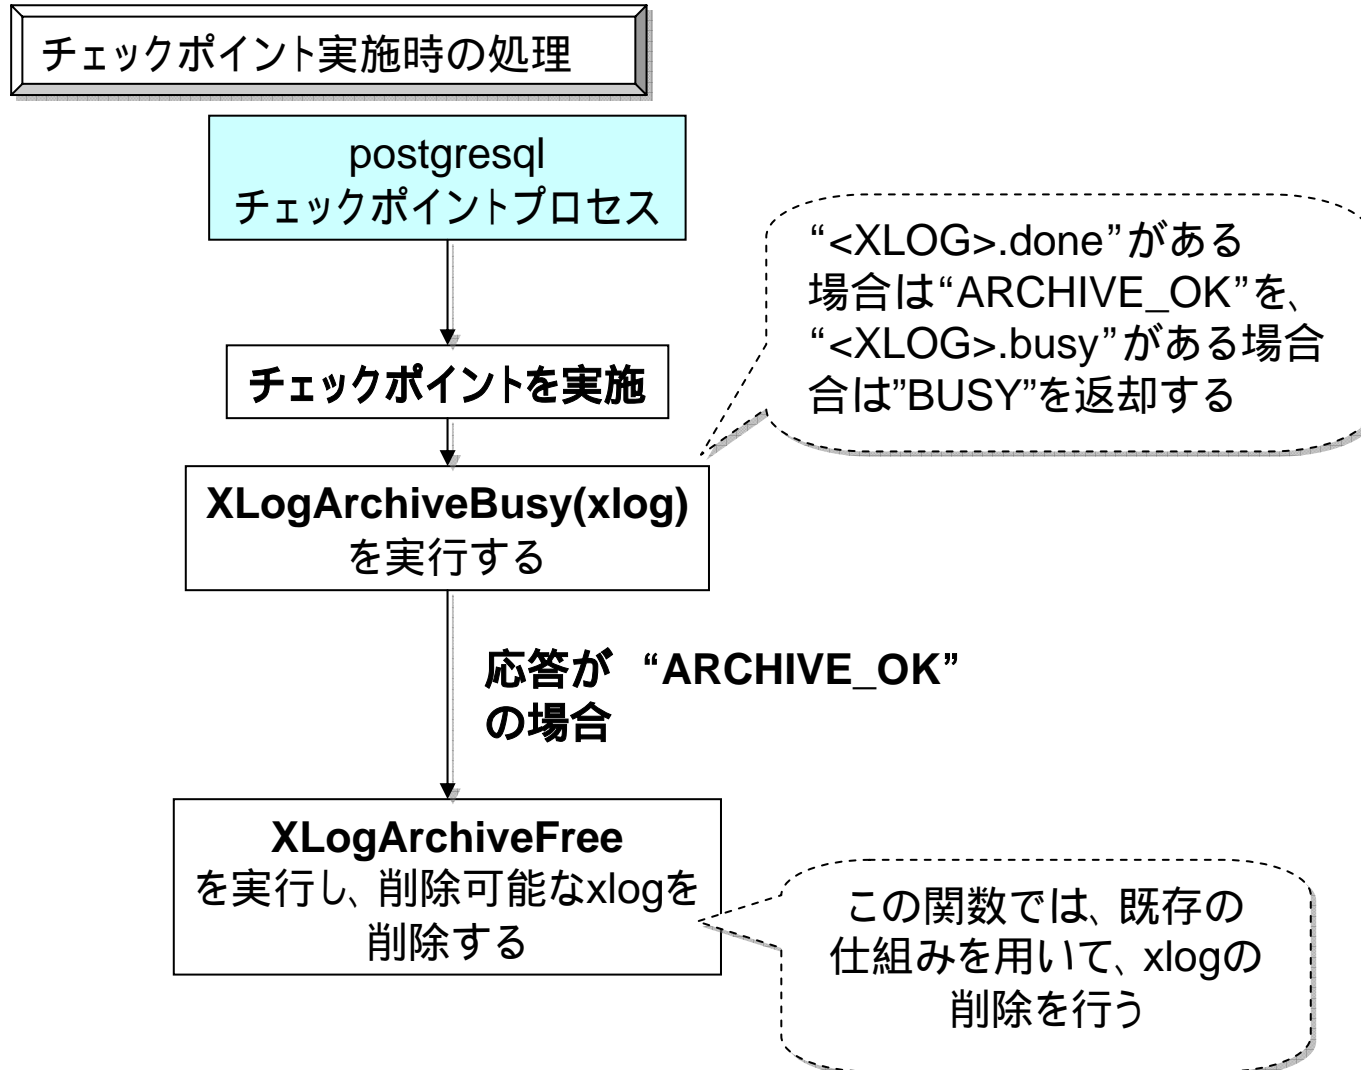 チェックポイント実施時の処理
postgresql
チェックポイントプロセス
“<XLOG>.done”がある
場合は“ARCHIVE_OK”を、
“<XLOG>.busy”がある場合
合は”BUSY”を返却する
チェックポイントを実施
XLogArchiveBusy(xlog)
を実行する
応答が “ARCHIVE_OK”
の場合
XLogArchiveFree
を実行し、削除可能なxlogを
削除する
この関数では、既存の
仕組みを用いて、xlogの
削除を行う